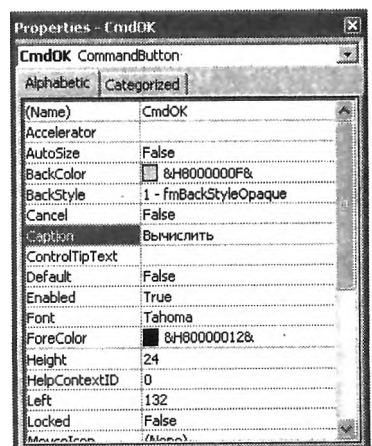 Properties - CmdOK
CmdOK CommandButton
Alphabetic Categorized
(Name) CmdOK
Accelerator
AutoSize False
BackColor &H8000000F&
BackStyle 1 - fmBackStyleOpaque
Cancel False
Caption Вычислить
ControlTipText
Default False
Enabled True
Font Tahoma
ForeColor &H80000012&
Height 24
HelpContextID 0
Left 132
Locked False
MouseIcon (None)